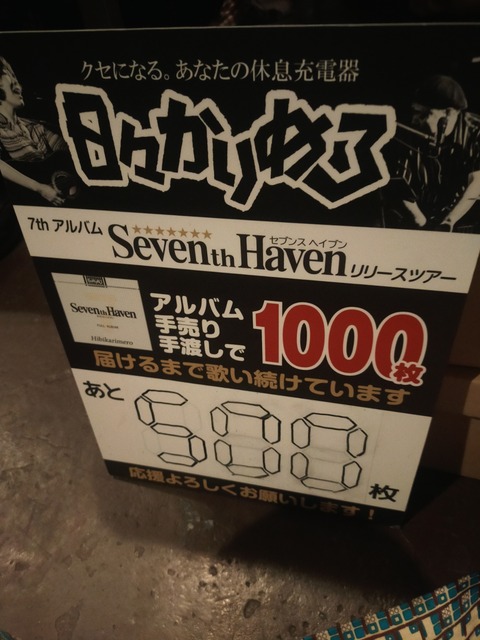 クセになる。あなたの休息充電器
日々かりめろ
7th アルバム
★★★★★★★
セブンス ヘイブン
Seventh Haven
リリースツアー
Seventh Haven
Hibikarimero
アルバム
手売り
手渡しで
1000枚
届けるまで歌い続けています
あと
500
枚
応援よろしくお願いします!